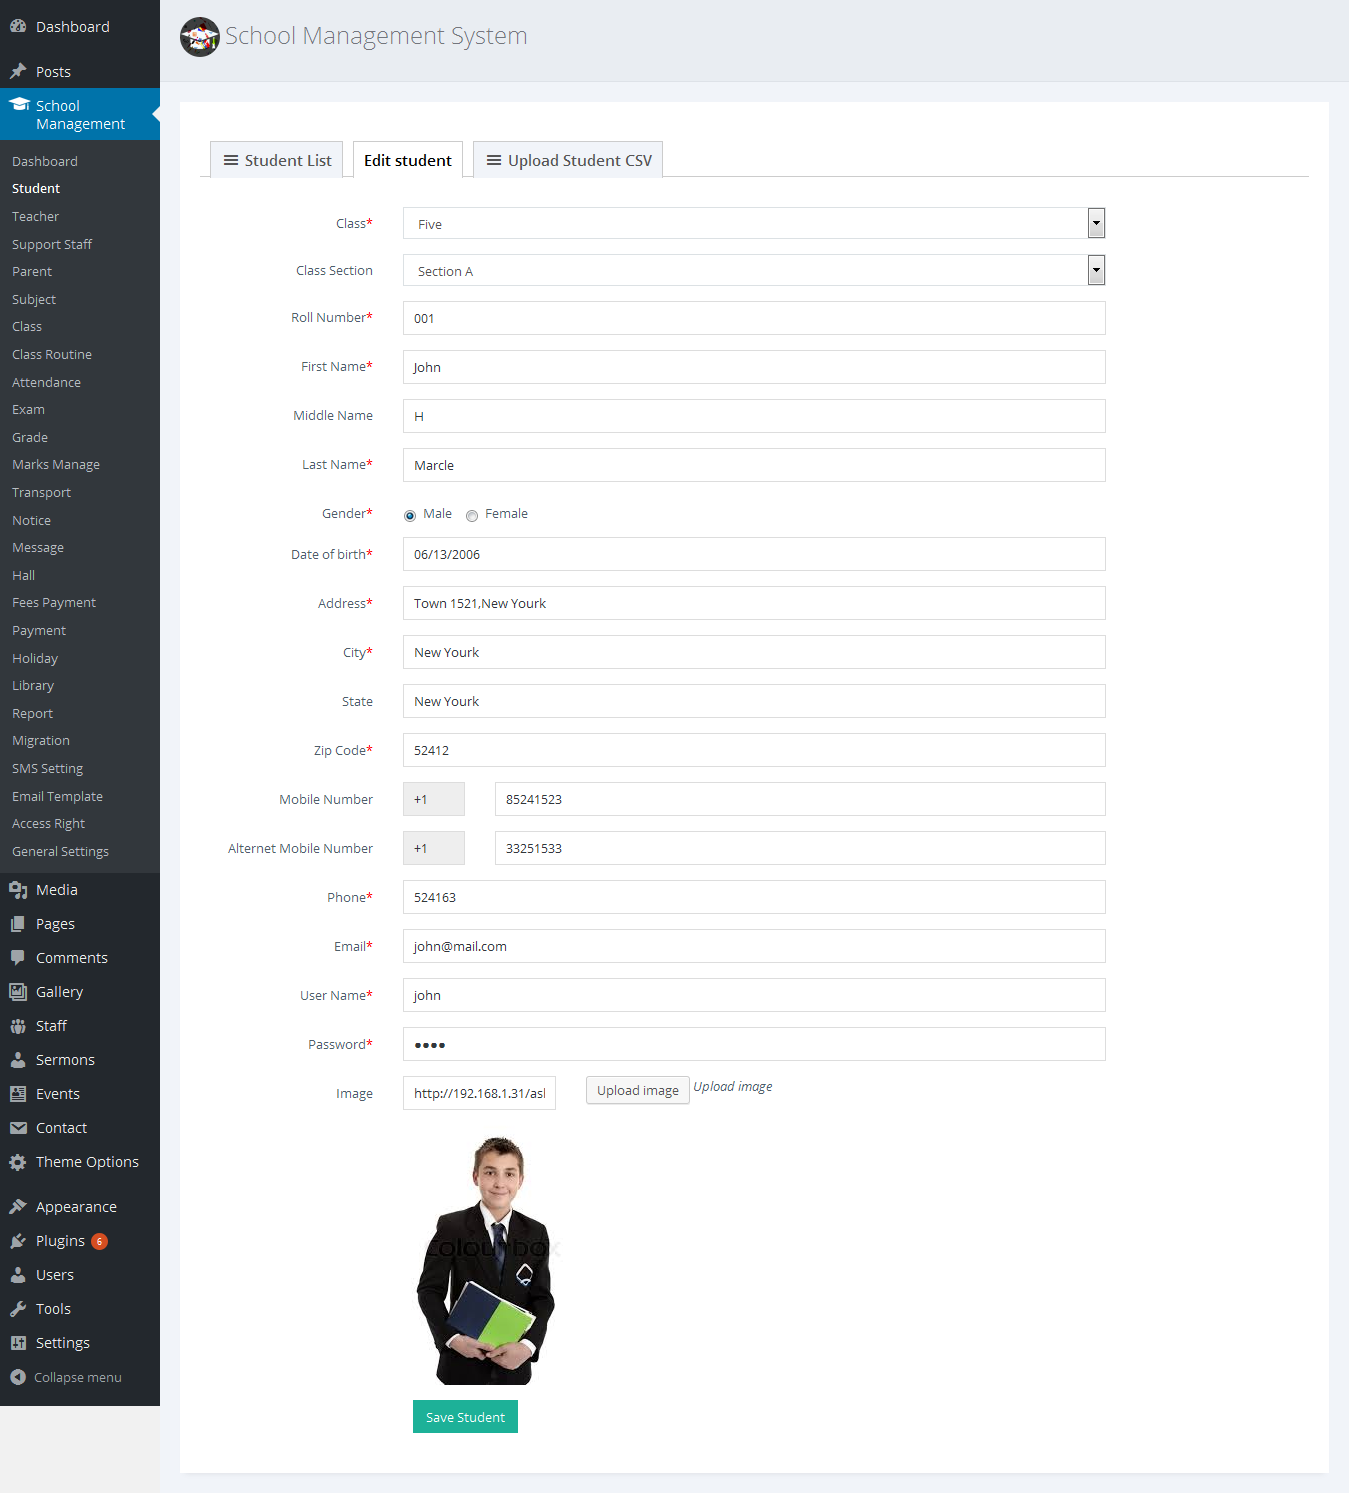 Dashboard
Posts
School
Management
Dashboard
Student
Teacher
Support Staff
Parent
Subject
Class
Class Routine
Attendance
Exam
Grade
Marks Manage
Transport
Notice
Message
Hall
Fees Payment
Payment
Holiday
Library
Report
Migration
SMS Setting
Email Template
Access Right
General Settings
Media
Pages
Comments
Gallery
Staff
Sermons
Events
Contact
Theme Options
Appearance
Plugins 6
Users
Tools
Settings
Collapse menu
School Management System
Student List Edit student Upload Student CSV
Class* Five
Class Section Section A
Roll Number* 001
First Name* John
Middle Name H
Last Name* Marcle
Gender* Male Female
Date of birth* 06/13/2006
Address* Town 1521,New Yourk
City* New Yourk
State New Yourk
Zip Code* 52412
Mobile Number +1 85241523
Alternet Mobile Number +1 33251533
Phone* 524163
Email* john@mail.com
User Name* john
Password* ••••
Image http://192.168.1.31/asl Upload image Upload image
Colourbox
Save Student